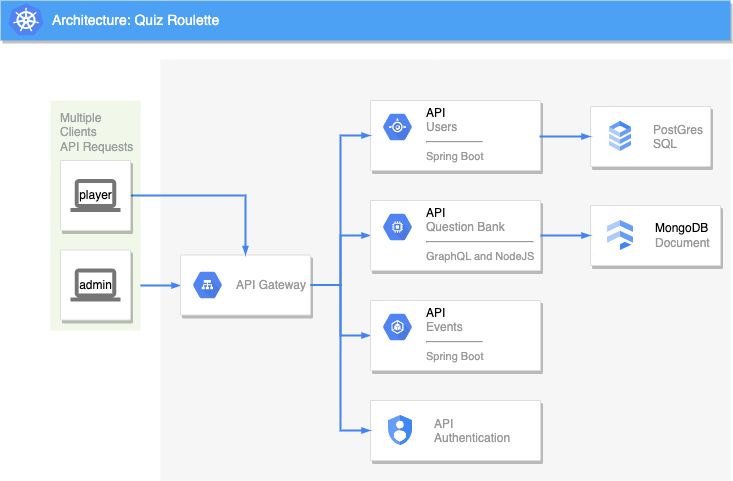 Architecture: Quiz Roulette
Multiple
Clients
API Requests
player
admin
API Gateway
API
Users
Spring Boot
PostGres
SQL
API
Question Bank
GraphQL and NodeJS
MongoDB
Document
API
Events
Spring Boot
API
Authentication